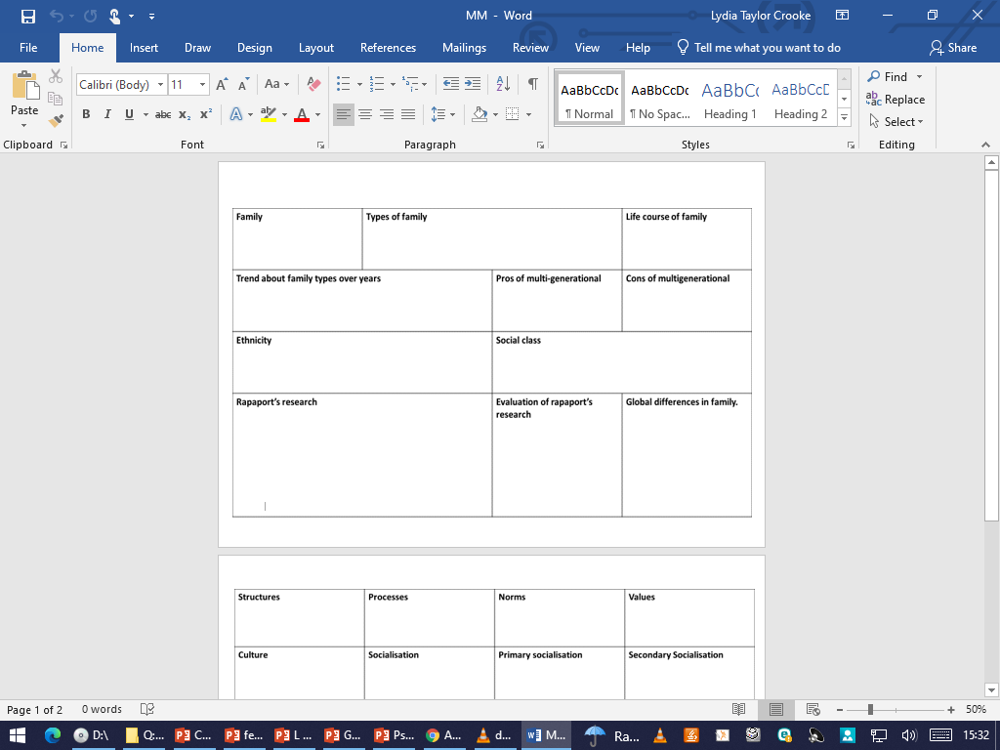 MM - Word
Lydia Taylor Crooke
File Home Insert Draw Design Layout References Mailings Review View Help Tell me what you want to do Share
Paste
Calibri (Body) 11
Aa
B I U abc x₂ x²
A
AaBbCcDc AaBbCcDc AaBbCc AaBbCcE
¶ Normal ¶ No Spac... Heading 1 Heading 2
Find
Replace
Select
Clipboard Font Paragraph Styles Editing
Family Types of family Life course of family
Trend about family types over years Pros of multi-generational Cons of multigenerational
Ethnicity Social class
Rapaport's research Evaluation of rapaport's research Global differences in family.
Structures Processes Norms Values
Culture Socialisation Primary socialisation Secondary Socialisation
Page 1 of 2 0 words 50%
D:\ Q:... C... fe... L ... G... Ps... A... d... M... Ra... 15:32